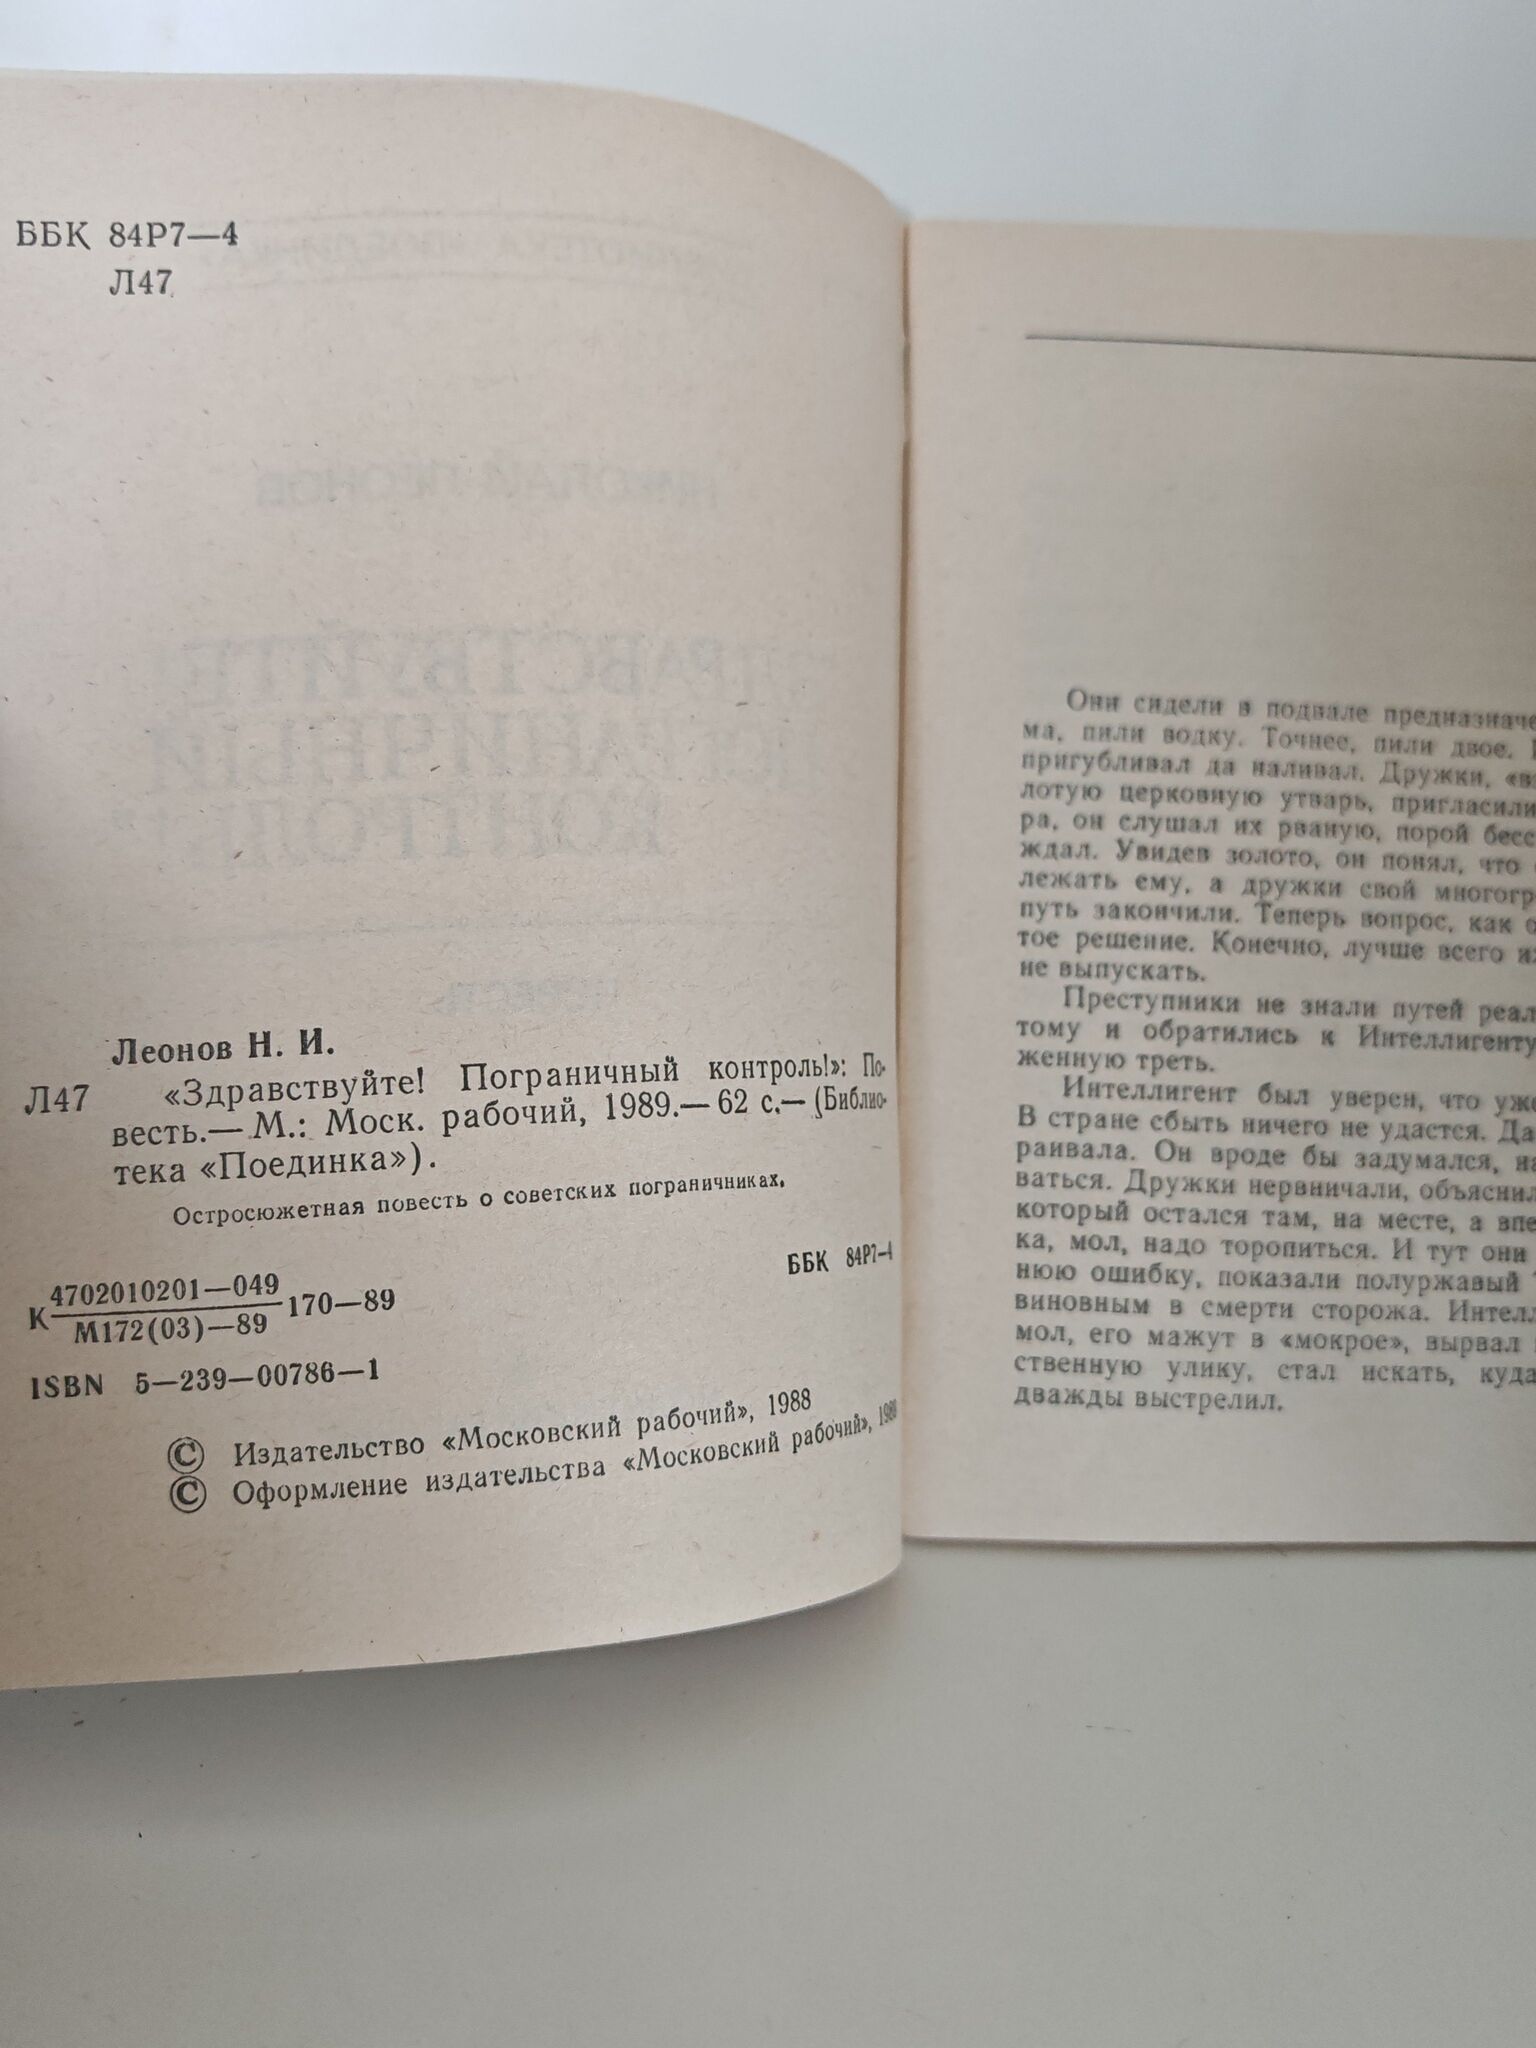 ББК 84Р7—4
Л47
Леонов Н. И.
Л47 «Здравствуйте! Пограничный контроль!»: По-
весть.— М.: Моск. рабочий, 1989.— 62 с.— (Библио-
тека «Поединка»).
Остросюжетная повесть о советских пограничниках.
ББК 84Р7—4
К 4702010201—049 170—89
М172(03)—89
ISBN 5—239—00786—1
© Издательство «Московский рабочий», 1988
© Оформление издательства «Московский рабочий»,
Они сидели в подвале предназначе
ма, пили водку. Точнее, пили двое.
пригубливал да наливал. Дружки, «вз
лотую церковную утварь, пригласили
ра, он слушал их рваную, порой бесс
ждал. Увидев золото, он понял, что
лежать ему, а дружки свой многогр
путь закончили. Теперь вопрос, как о
тое решение. Конечно, лучше всего их
не выпускать.
Преступники не знали путей реал
тому и обратились к Интеллигенту
женную треть.
Интеллигент был уверен, что уже
В стране сбыть ничего не удастся. Да
раивала. Он вроде бы задумался, на
ваться. Дружки нервничали, объяснил
который остался там, на месте, а впе
ка, мол, надо торопиться. И тут они
нюю ошибку, показали полуржавый
виновным в смерти сторожа. Интелл
мол, его мажут в «мокрое», вырвал
ственную улику, стал искать, куда
дважды выстрелил.